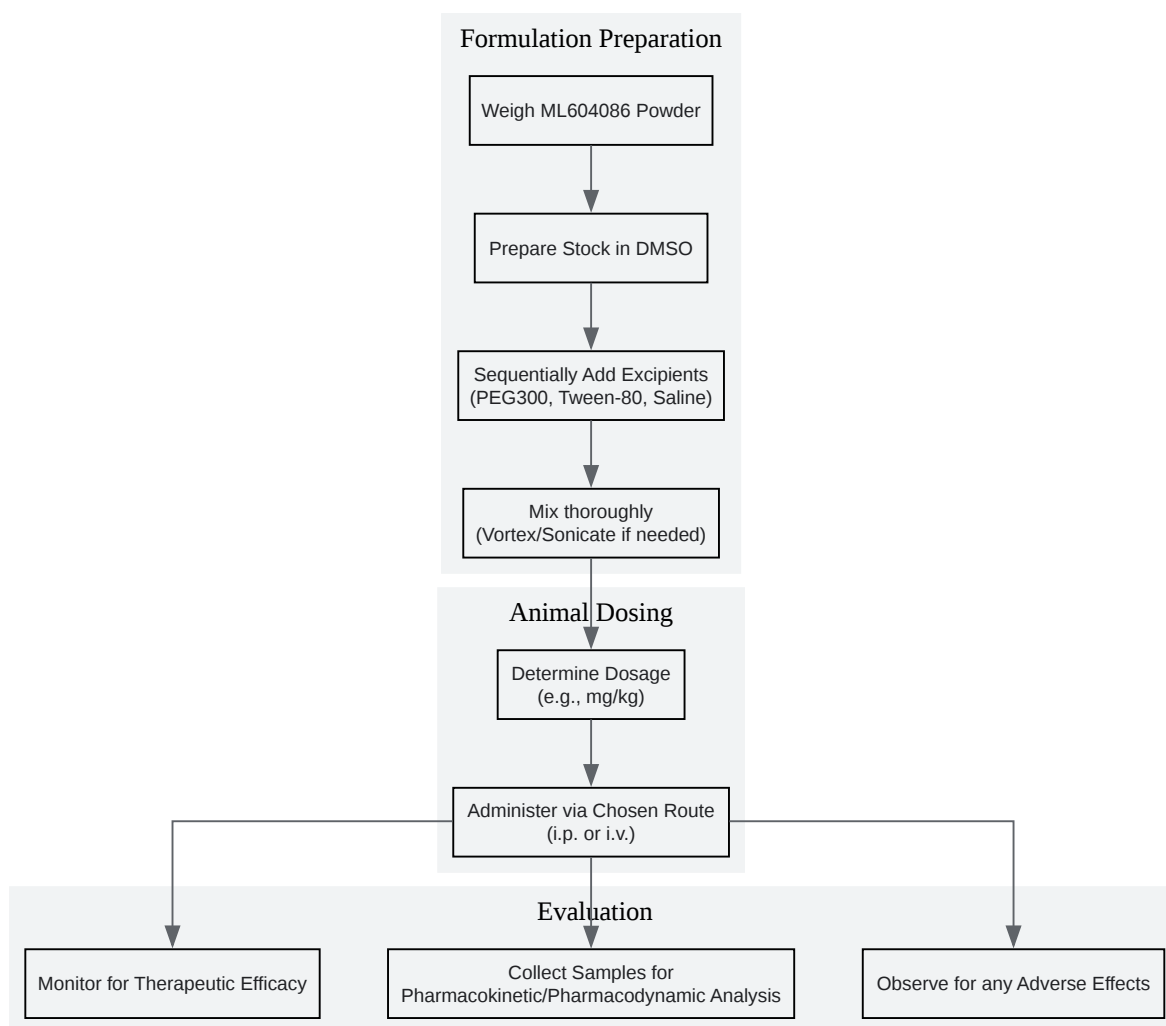 Formulation Preparation
Weigh ML604086 Powder
Prepare Stock in DMSO
Sequentially Add Excipients
(PEG300, Tween-80, Saline)
Mix thoroughly
(Vortex/Sonicate if needed)
Animal Dosing
Determine Dosage
(e.g., mg/kg)
Administer via Chosen Route
(i.p. or i.v.)
Evaluation
Monitor for Therapeutic Efficacy
Collect Samples for
Pharmacokinetic/Pharmacodynamic Analysis
Observe for any Adverse Effects